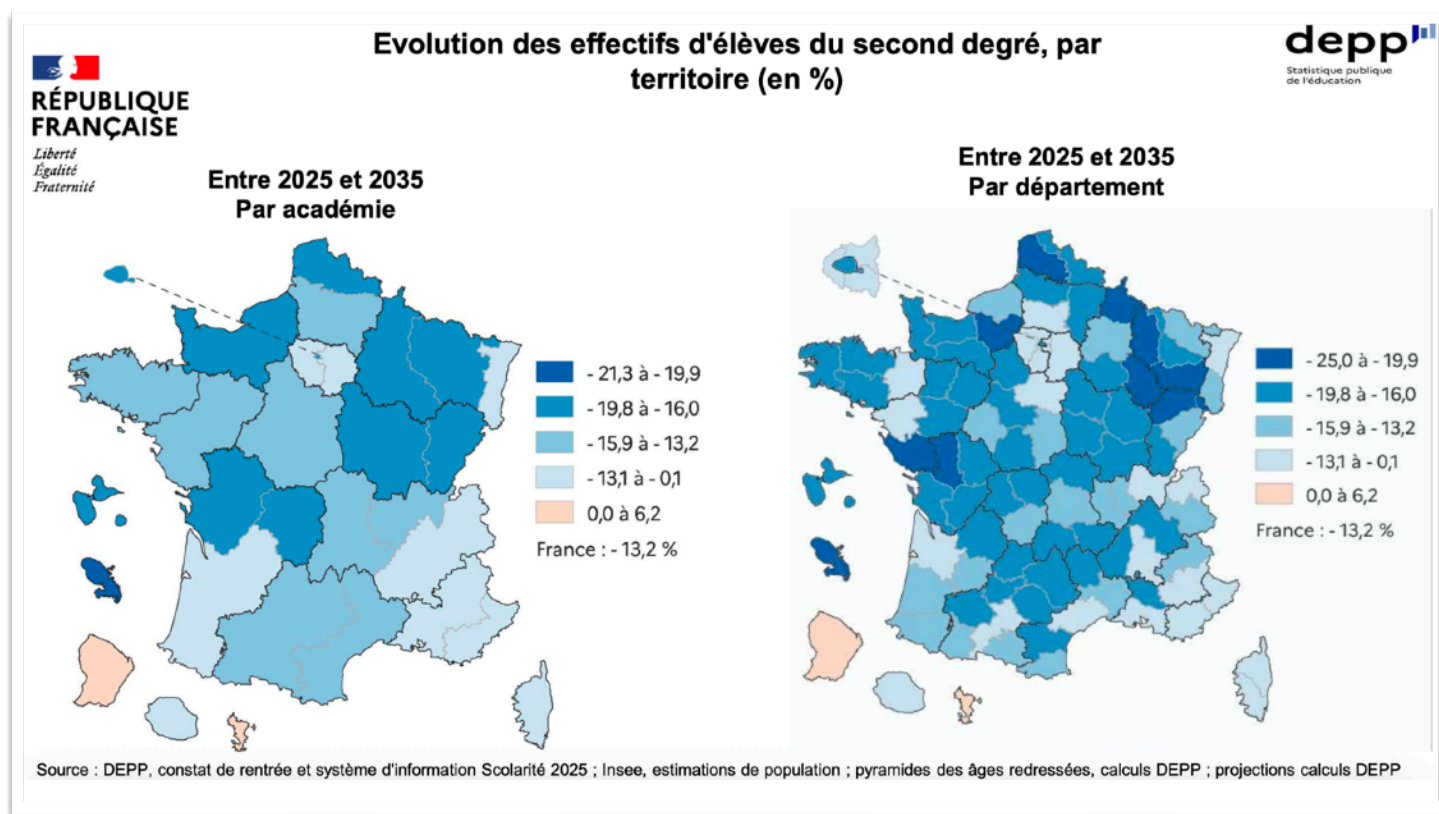 Evolution des effectifs d'élèves du second degré, par
territoire (en %)
RÉPUBLIQUE
FRANÇAISE
Liberté
Égalité
Fraternité
depp
Statistique publique
de l'éducation
Entre 2025 et 2035
Par académie
- 21,3 à - 19,9
- 19,8 à - 16,0
- 15,9 à - 13,2
- 13,1 à - 0,1
0,0 à 6,2
France : - 13,2 %
Entre 2025 et 2035
Par département
- 25,0 à - 19,9
- 19,8 à - 16,0
- 15,9 à - 13,2
- 13,1 à - 0,1
0,0 à 6,2
France : - 13,2 %
Source : DEPP, constat de rentrée et système d'information Scolarité 2025 ; Insee, estimations de population ; pyramides des âges redressées, calculs DEPP ; projections calculs DEPP